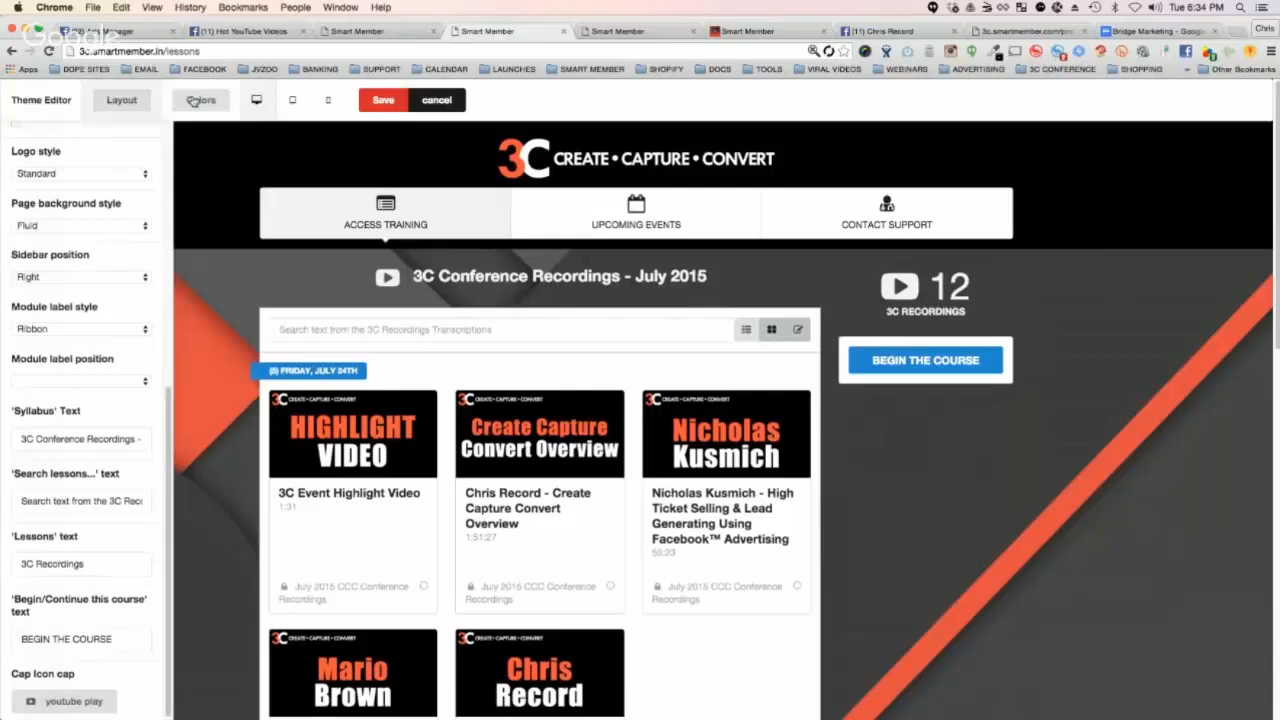 Chrome File Edit View History Bookmarks People Window Help Tue 6:34 PM
(11) Hot YouTube Videos Smart Member Smart Member Smart Member Smart Member (11) Chris Record 3c.smartmember.com/pr Bridge Marketing - Google Chris
3c.smartmember.in/lessons
Apps DOPE SITES EMAIL FACEBOOK JVZOO BANKING SUPPORT CALENDAR LAUNCHES SMART MEMBER SHOPIFY DOCS TOOLS VIRAL VIDEOS WEBINARS ADVERTISING 3C CONFERENCE SHOPPING » Other Bookmarks
Theme Editor Layout Colors Save cancel
Logo style
Standard
Page background style
Fluid
Sidebar position
Right
Module label style
Ribbon
Module label position
'Syllabus' Text
3C Conference Recordings -
'Search lessons...' text
Search text from the 3C Rec
'Lessons' text
3C Recordings
'Begin/Continue this course' text
BEGIN THE COURSE
Cap Icon cap
youtube play
3C CREATE • CAPTURE • CONVERT
ACCESS TRAINING UPCOMING EVENTS CONTACT SUPPORT
3C Conference Recordings - July 2015
12
3C RECORDINGS
BEGIN THE COURSE
Search text from the 3C Recordings Transcriptions
(5) FRIDAY, JULY 24TH
3C CREATE • CAPTURE • CONVERT
HIGHLIGHT
VIDEO
3C Event Highlight Video
1:31
July 2015 CCC Conference
Recordings
3C CREATE • CAPTURE • CONVERT
Create Capture
Convert Overview
Chris Record - Create
Capture Convert
Overview
1:51:27
July 2015 CCC Conference
Recordings
3C CREATE • CAPTURE • CONVERT
Nicholas
Kusmich
Nicholas Kusmich - High
Ticket Selling & Lead
Generating Using
Facebook™ Advertising
55:23
July 2015 CCC Conference
Recordings
3C CREATE • CAPTURE • CONVERT
Mario
Brown
3C CREATE • CAPTURE • CONVERT
Chris
Record